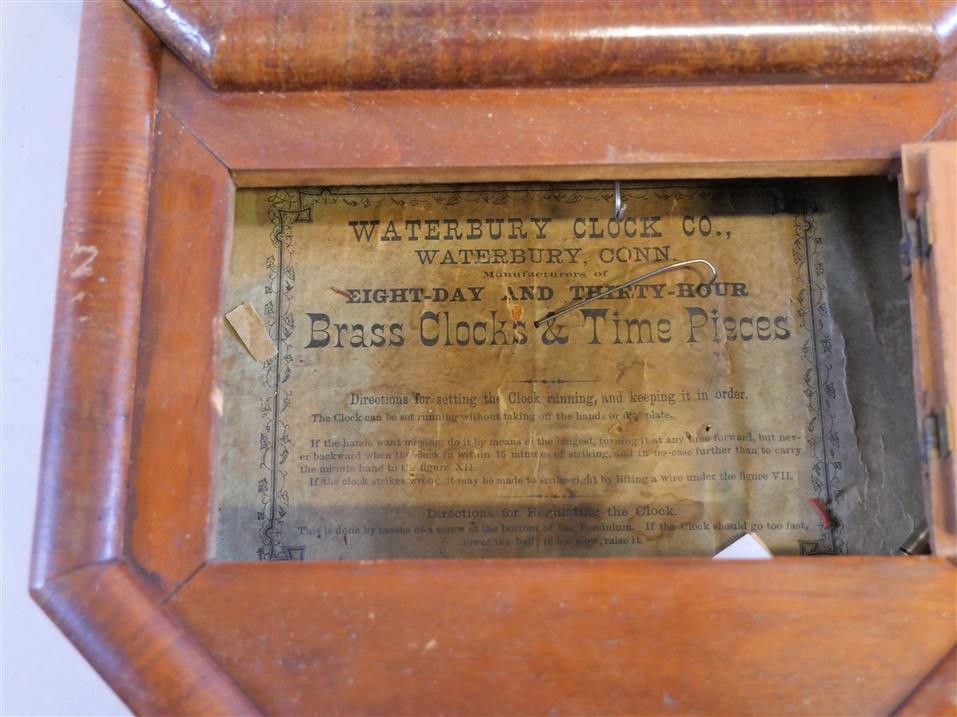 WATERBURY CLOCK CO.,
WATERBURY, CONN.
Manufacturers of
EIGHT-DAY AND THIRTY-HOUR
Brass Clocks & Time Pieces
Directions for setting the Clock running, and keeping it in order.
The Clock can be set running without taking off the hands or dial plate.
If the hands want moving, do it by means of the longest, turning it at any time forward, but nev-
er backward when the clock in within 15 minutes of striking, and in no case further than to carry
the minute hand to the figure XII.
If the clock strikes wrong, it may be made to strike right by lifting a wire under the figure VII.
Directions for Regulating the Clock.
This is done by means of a screw at the bottom of the Pendulum. If the Clock should go too fast,
lower the ball; if too slow, raise it.